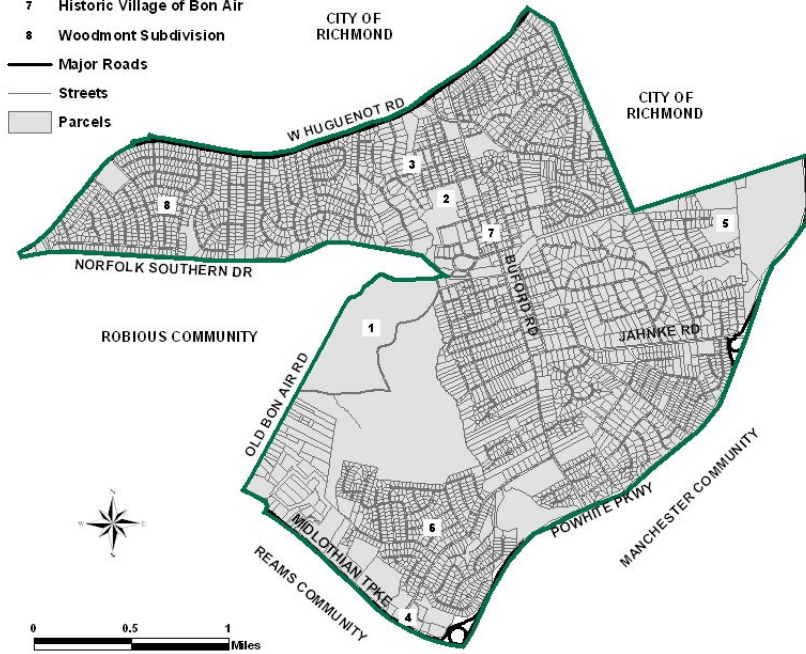 7 Historic Village of Bon Air
8 Woodmont Subdivision
Major Roads
Streets
Parcels
CITY OF
RICHMOND
CITY OF
RICHMOND
W HUGUENOT RD
3
2
8
7
5
NORFOLK SOUTHERN DR
BUFORD RD
ROBIOUS COMMUNITY
1
JAHNKE RD
OLD BON AIR RD
MANCHESTER COMMUNITY
POWHITE PKWY
6
MIDLOTHIAN TPKE
REAMS COMMUNITY
4
N
W E
S
0 0.5 1
Miles